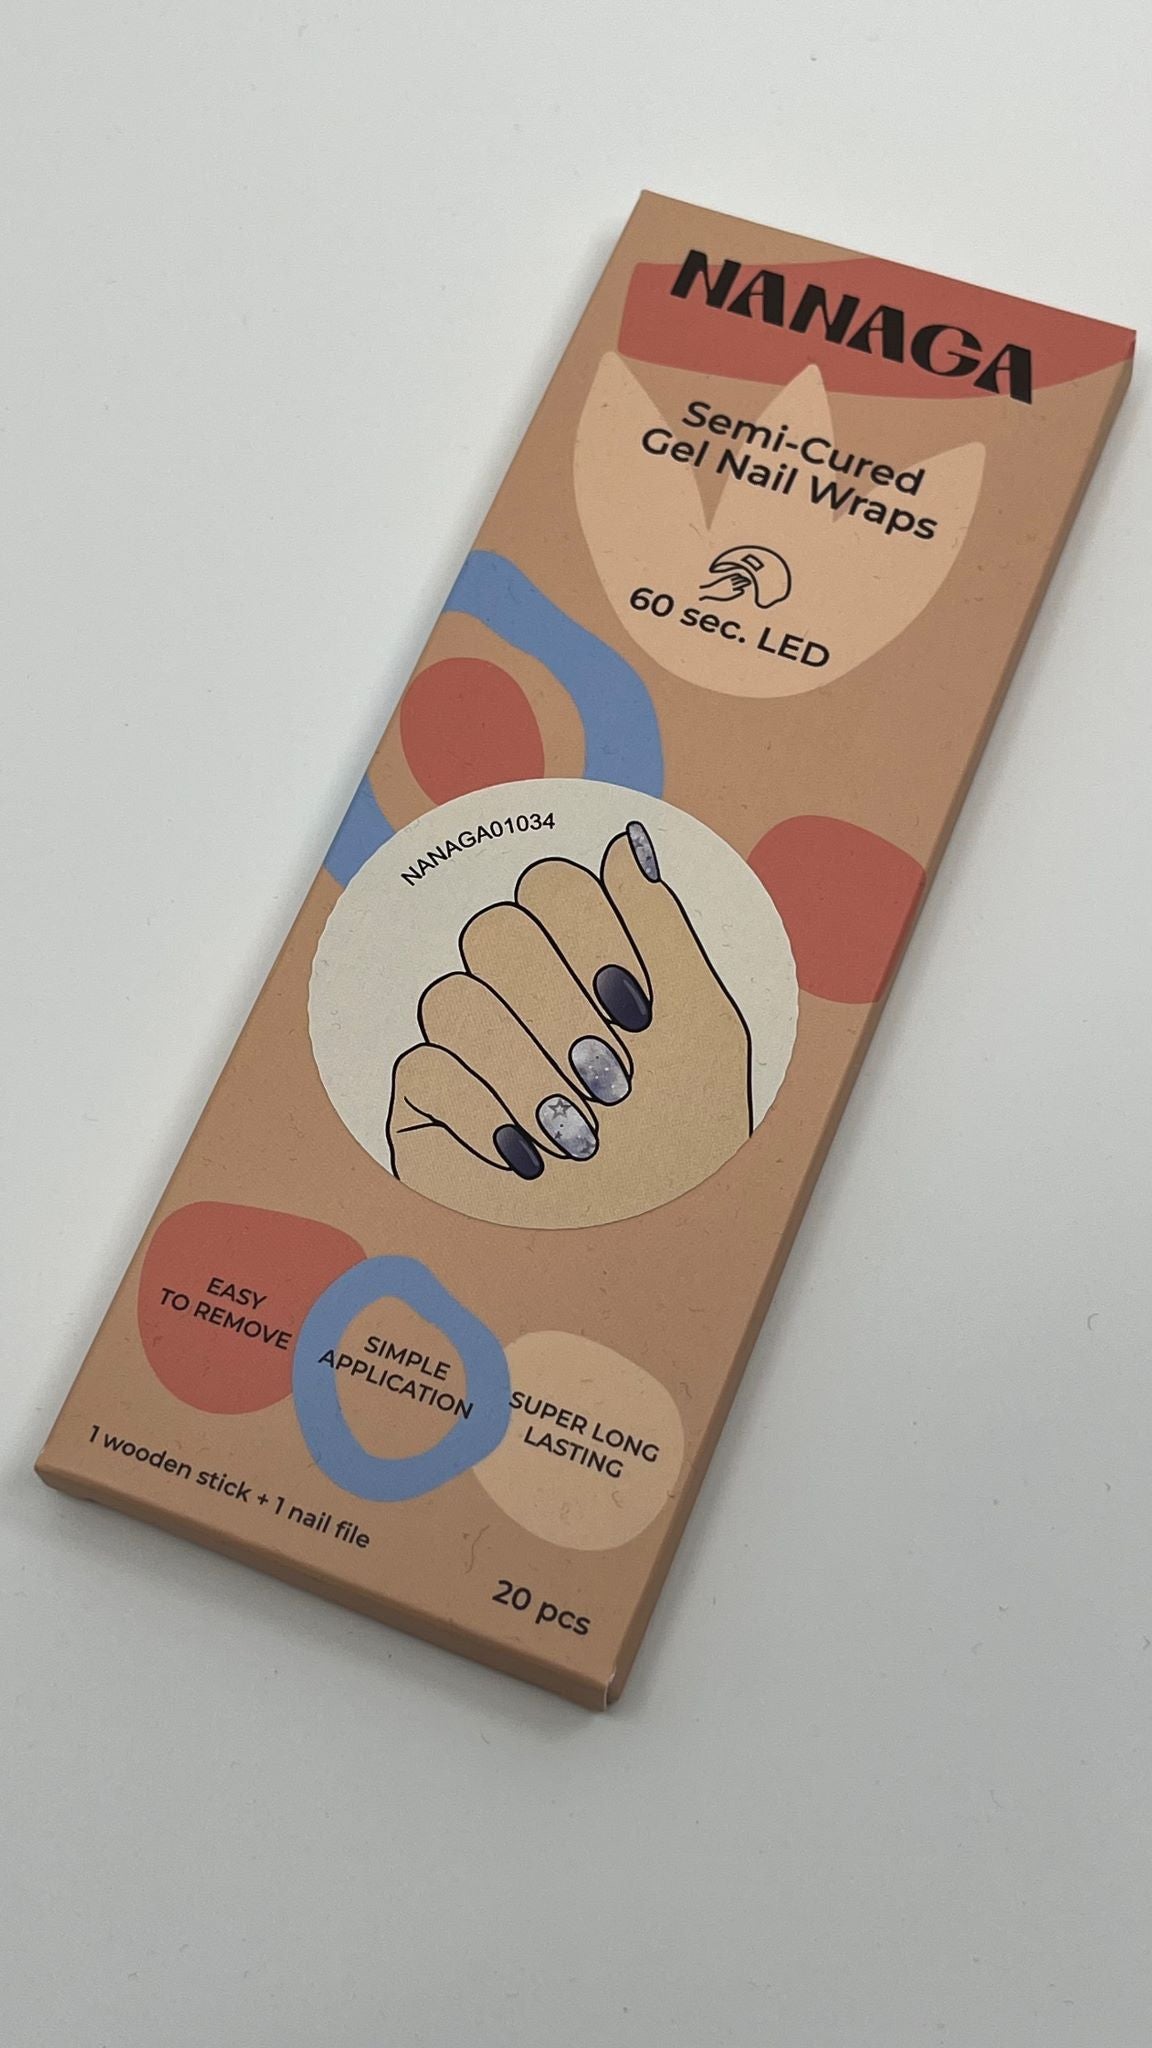 NANAGA
Semi-Cured
Gel Nail Wraps
60 sec. LED
NANAGA01034
EASY
TO REMOVE
SIMPLE
APPLICATION
SUPER LONG
LASTING
1 wooden stick + 1 nail file
20 pcs